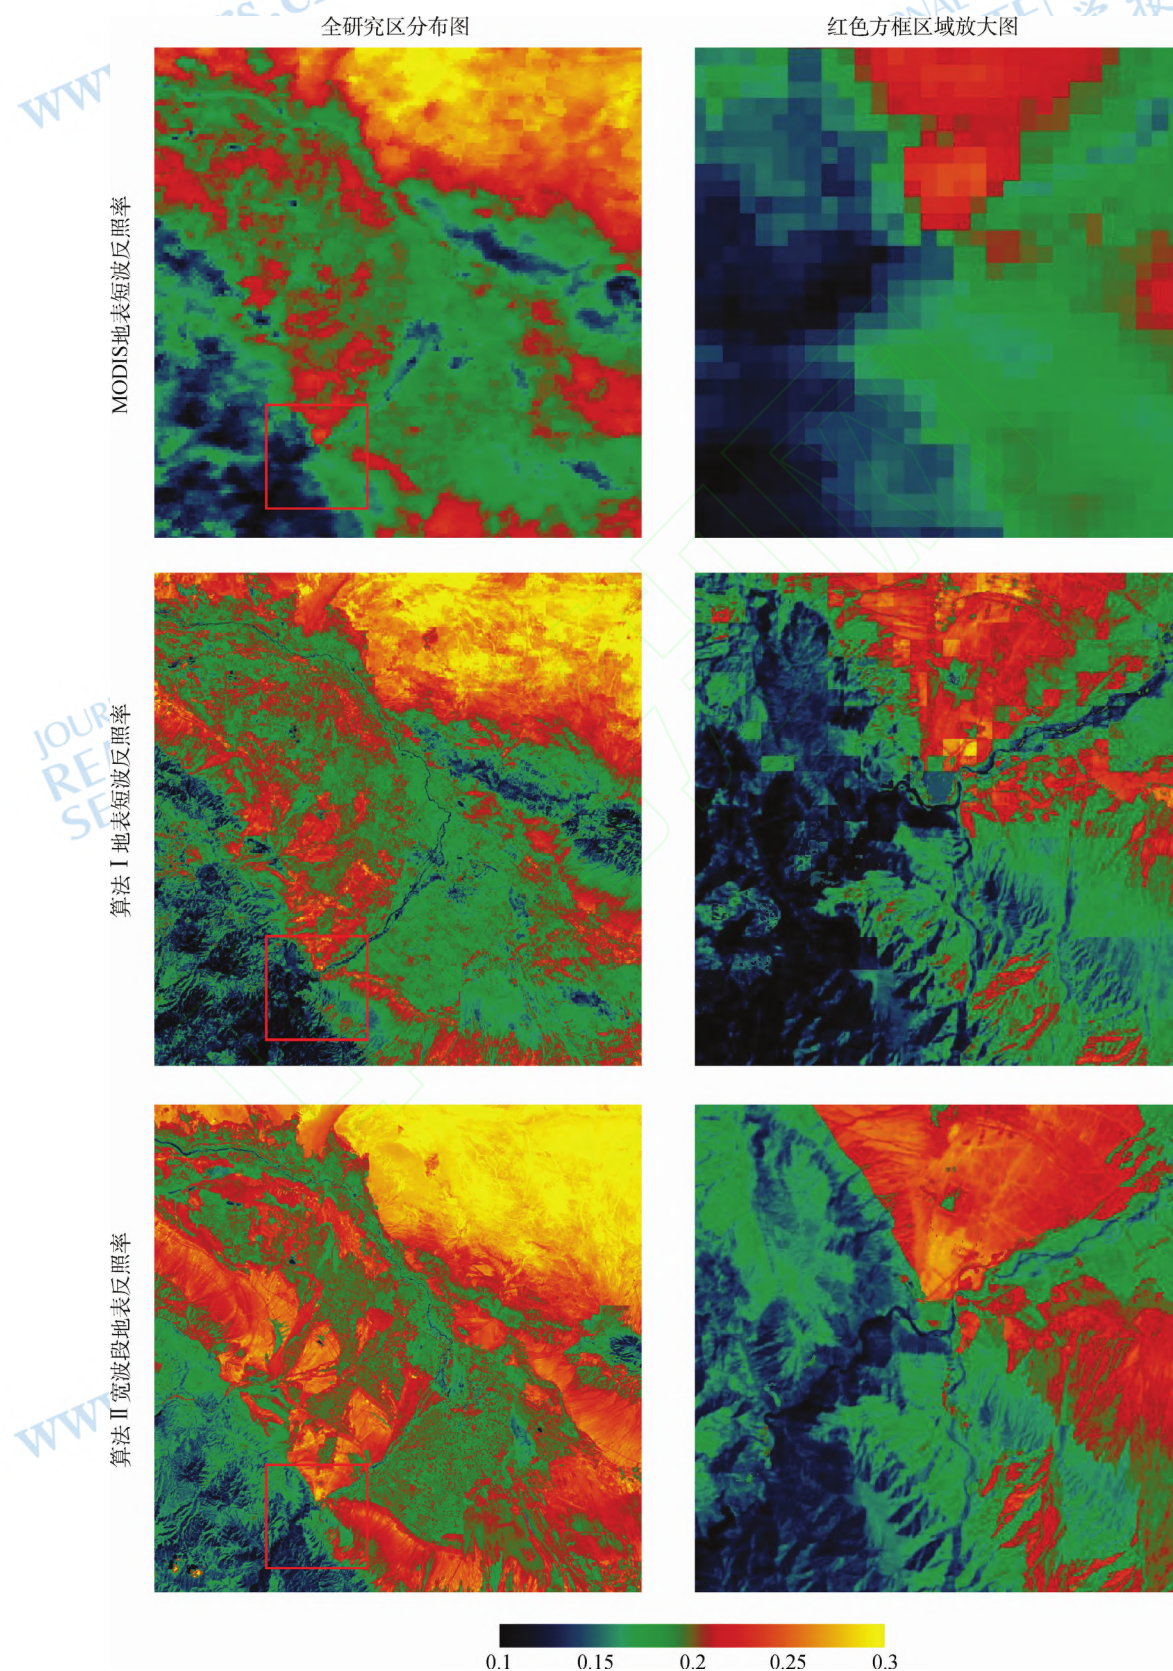 全研究区分布图
红色方框区域放大图
MODIS地表短波反照率
算法 Ⅰ 地表短波反照率
算法 Ⅱ 宽波段地表反照率
0.1 0.15 0.2 0.25 0.3